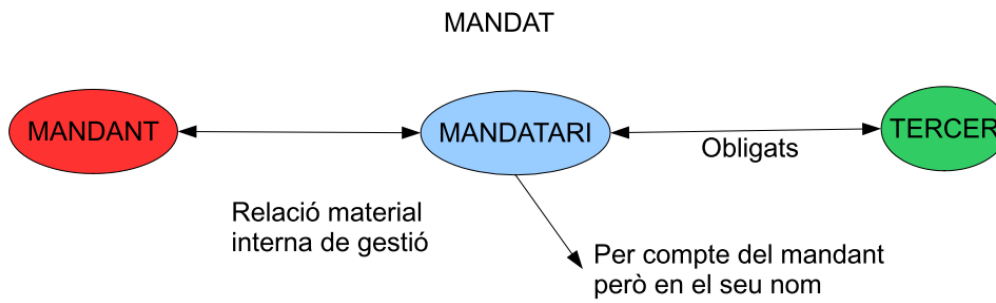 MANDAT
MANDANT
MANDATARI
TERCER
Obligats
Relació material
interna de gestió
Per compte del mandant
però en el seu nom